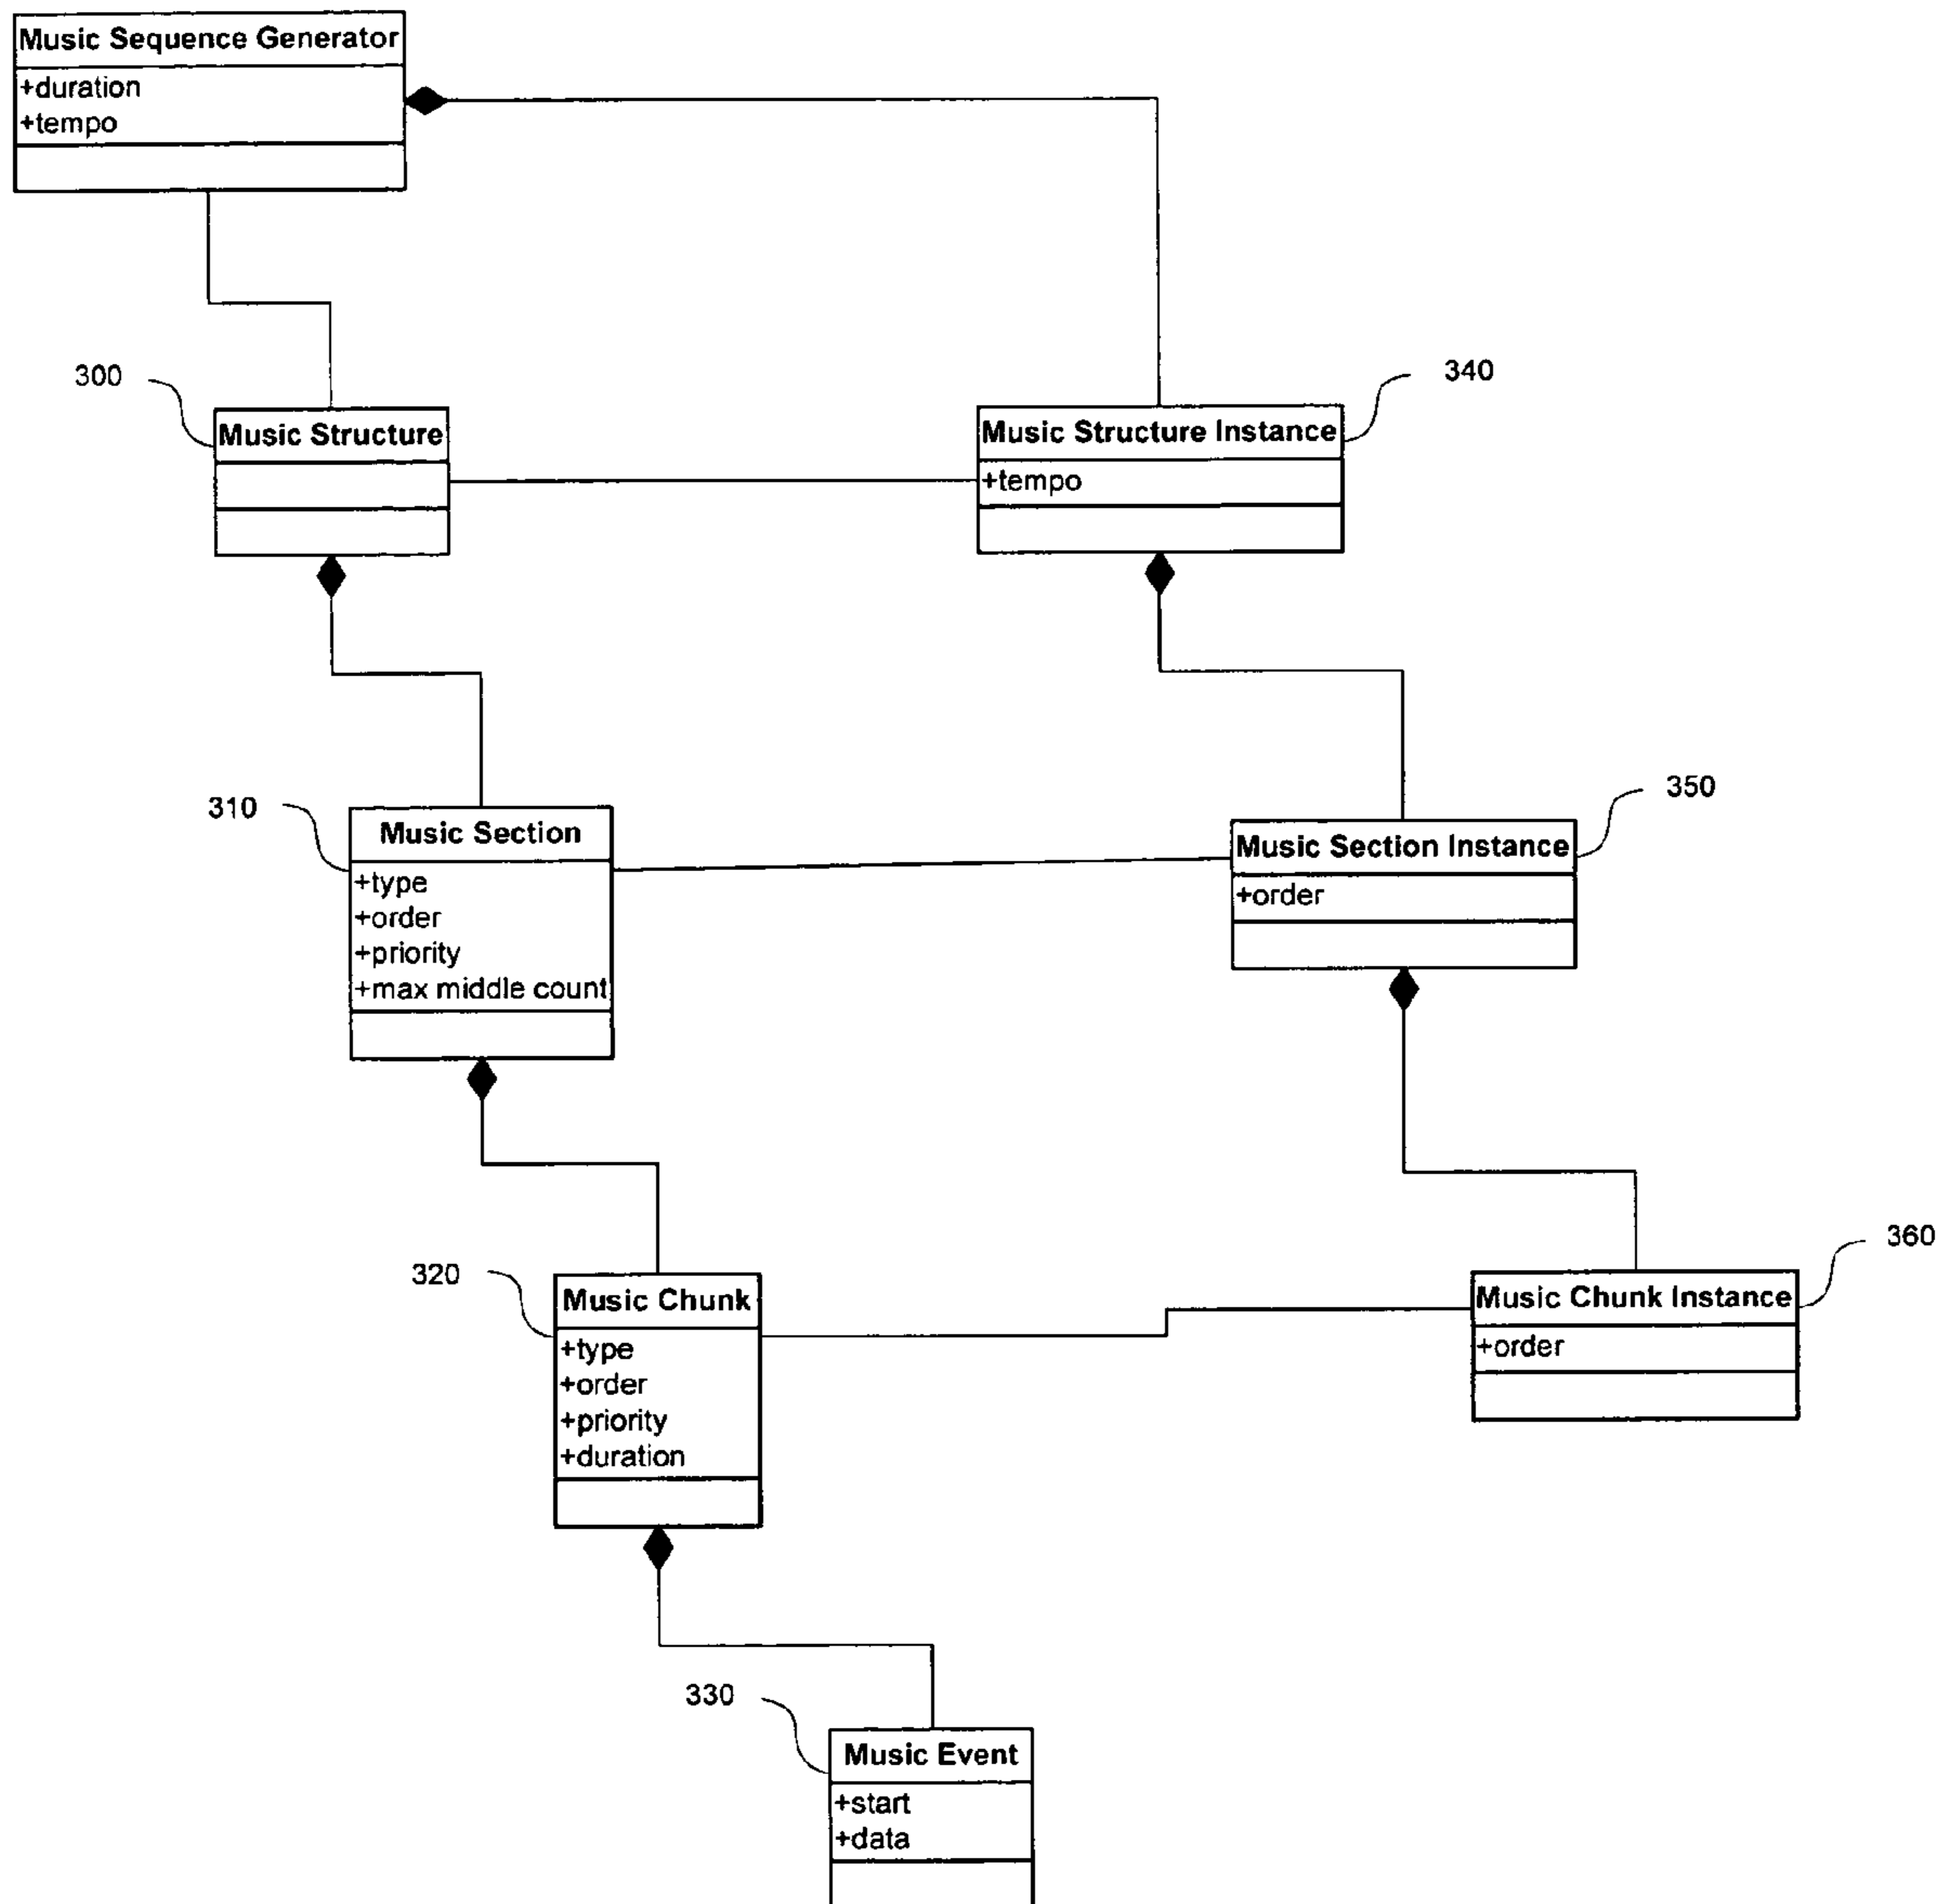 Music Sequence Generator
+duration
+tempo
300
340
Music Structure
Music Structure Instance
+tempo
310
350
Music Section
+type
+order
+priority
+max middle count
Music Section Instance
+order
320
360
Music Chunk
+type
+order
+priority
+duration
Music Chunk Instance
+order
330
Music Event
+start
+data